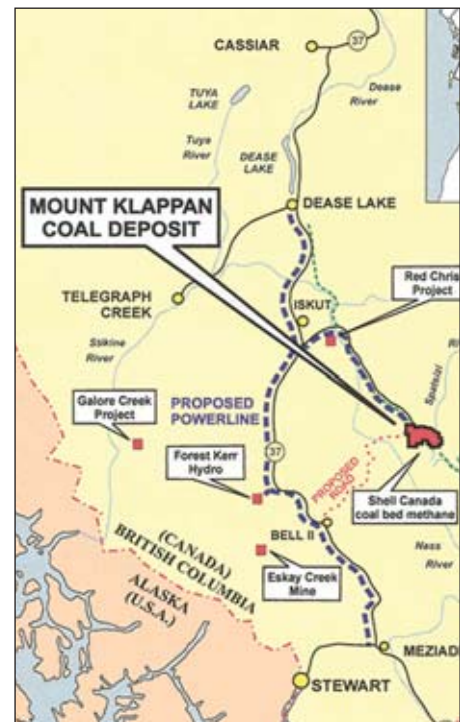 CASSIAR
37
TUYA
LAKE
Dease
River
Tuya
River
DEASE
LAKE
MOUNT KLAPPAN
COAL DEPOSIT
DEASE LAKE
Red Chris
Project
TELEGRAPH
CREEK
ISKUT
Stikine
River
Spatsizi
Galore Creek
Project
PROPOSED
POWERLINE
Forest Kerr
Hydro
37
PROPOSED
ROAD
Shell Canada
coal bed methane
BELL II
Nass
River
(CANADA)
BRITISH COLUMBIA
ALASKA
(U.S.A.)
Eskay Creek
Mine
MEZIAD
STEWART